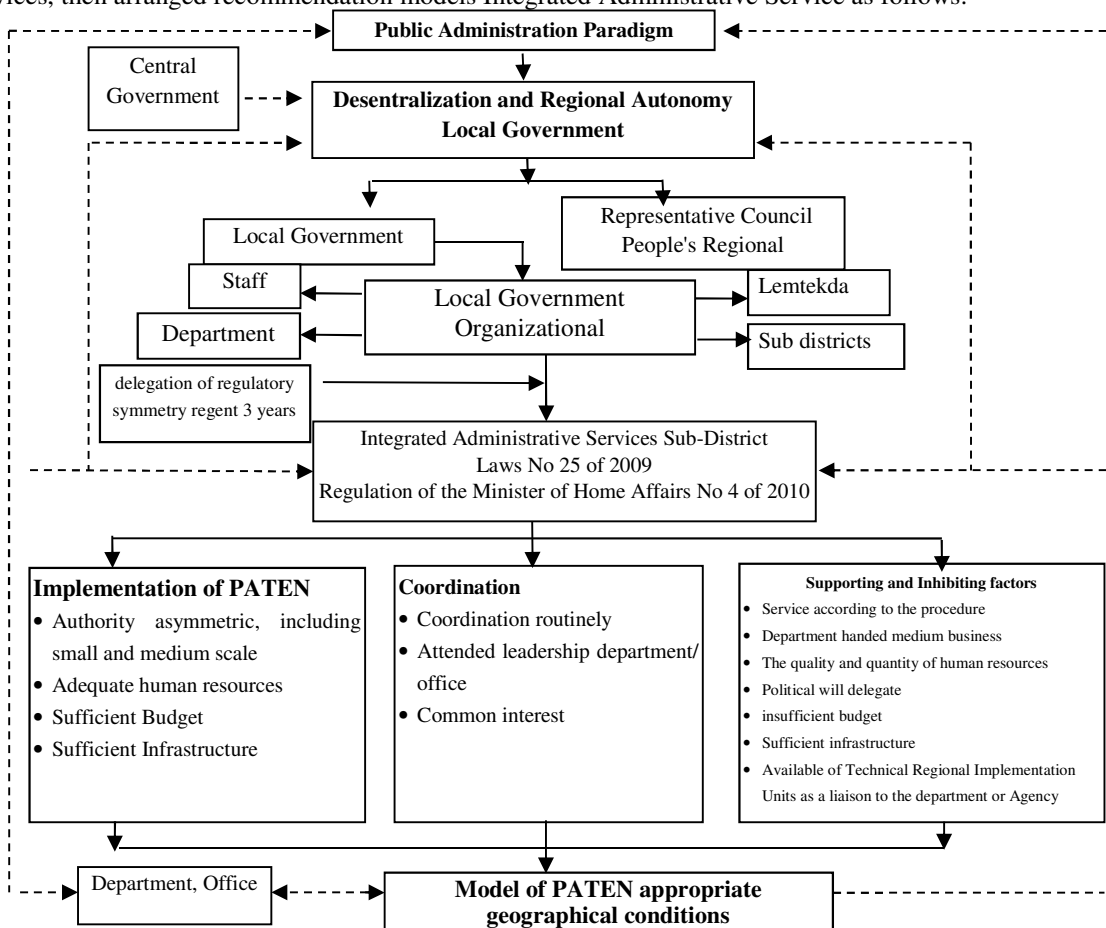 vices, then arranged recommendation models Integrated Administrative Service as follows:
Public Administration Paradigm
Central
Government
Desentralization and Regional Autonomy
Local Government
Local Government
Representative Council
People's Regional
Staff
Local Government
Organizational
Lemtekda
Department
Sub districts
delegation of regulatory
symmetry regent 3 years
Integrated Administrative Services Sub-District
Laws No 25 of 2009
Regulation of the Minister of Home Affairs No 4 of 2010
Implementation of PATEN
• Authority asymmetric, including
small and medium scale
• Adequate human resources
• Sufficient Budget
• Sufficient Infrastructure
Coordination
• Coordination routinely
• Attended leadership department/
office
• Common interest
Supporting and Inhibiting factors
• Service according to the procedure
• Department handed medium business
• The quality and quantity of human resources
• Political will delegate
• insufficient budget
• Sufficient infrastructure
• Available of Technical Regional Implementation
Units as a liaison to the department or Agency
Department, Office
Model of PATEN appropriate
geographical conditions